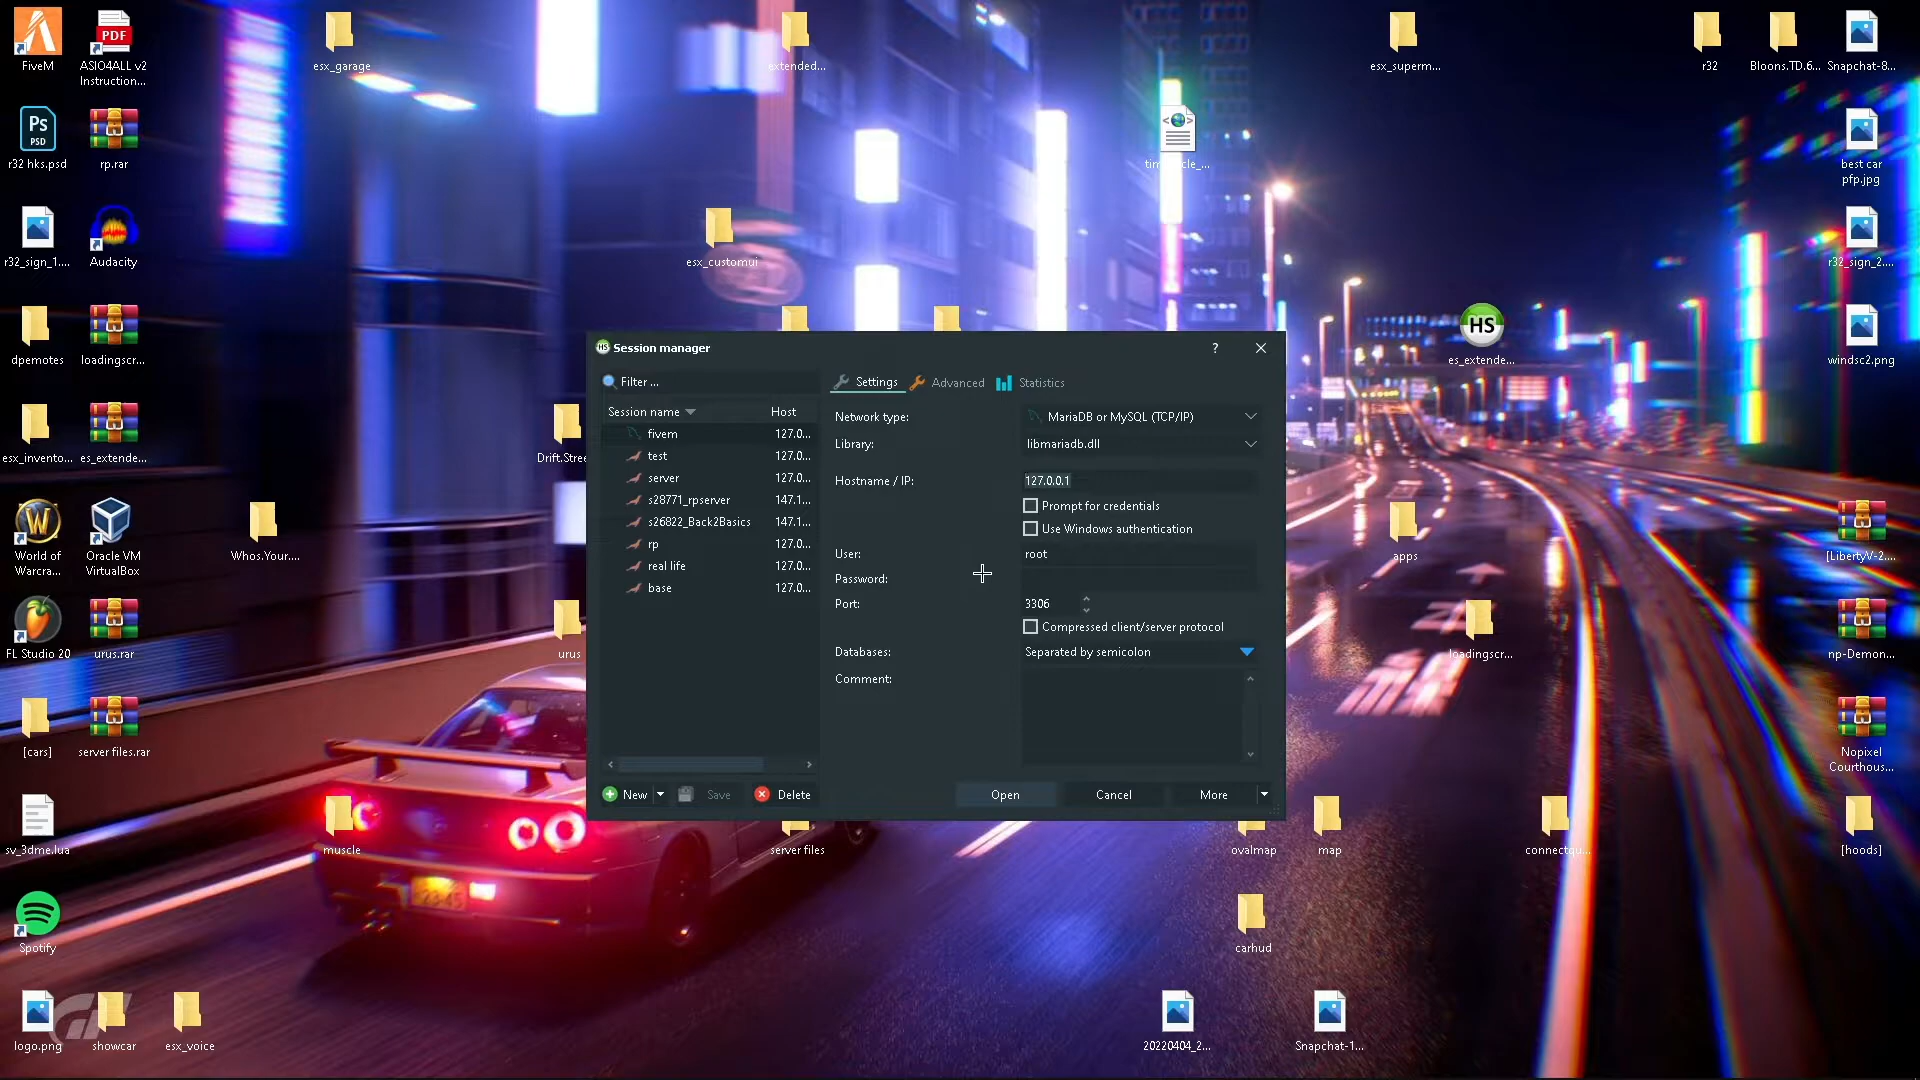 FiveM
PDF
ASIO4ALL v2
Instruction...
esx_garage
extended...
esx_superm...
r32
Bloons.TD.6...
Snapchat-8...
Ps
PSD
r32 hks.psd
rp.rar
best car
pfp.jpg
r32_sign_1....
Audacity
esx_customui
r32_sign_2....
dpemotes
loadingscr...
HS
es_extende...
windsc2.png
esx_invento...
es_extende...
World of
Warcra...
Oracle VM
VirtualBox
Whos.Your....
apps
[LibertyV-2....
FL Studio 20
urus.rar
urus
loadingscr...
np-Demon...
[cars]
server files.rar
Nopixel
Courthous...
sv_3dme.lua
muscle
server files
ovalmap
map
connectqu...
[hoods]
Spotify
carhud
logo.png
showcar
esx_voice
20220404_2...
Snapchat-1...
Session manager
?
Filter ...
Session name
Host
fivem 127.0...
test 127.0...
server 127.0...
s28771_rpserver 147.1...
s26822_Back2Basics 147.1...
rp 127.0...
real life 127.0...
base 127.0...
New
Save
Delete
Settings
Advanced
Statistics
Network type: MariaDB or MySQL (TCP/IP)
Library: libmariadb.dll
Hostname / IP: 127.0.0.1
Prompt for credentials
Use Windows authentication
User: root
Password:
Port: 3306
Compressed client/server protocol
Databases: Separated by semicolon
Comment:
Open
Cancel
More